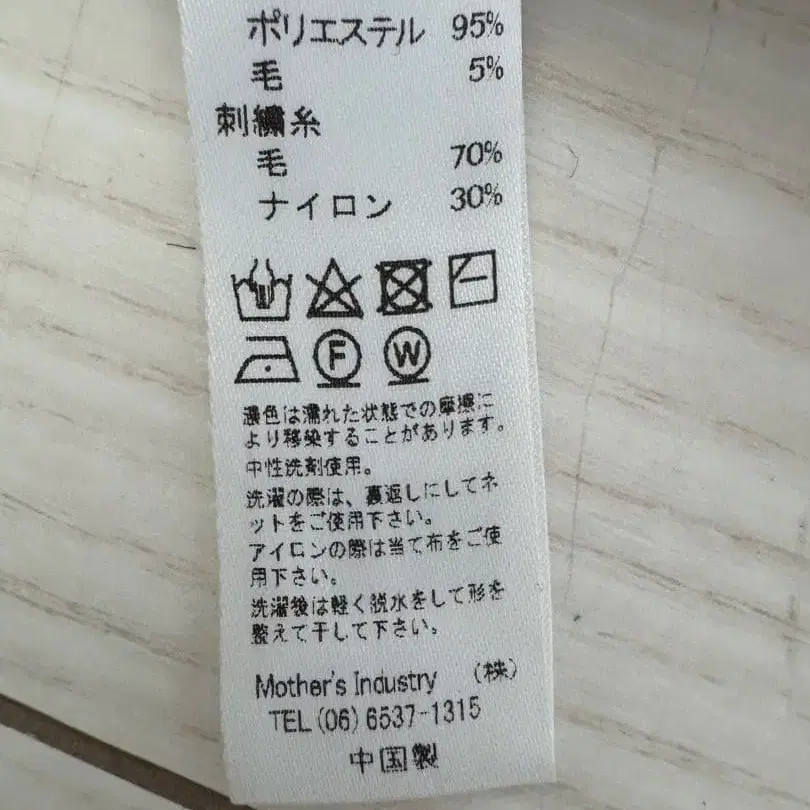 ポリエステル 95%
毛 5%
刺繍糸
毛 70%
ナイロン 30%
F W
濃色は濡れた状態での摩擦に
より移染することがあります。
中性洗剤使用。
洗濯の際は、裏返しにしてネ
ットをご使用下さい。
アイロンの際は当て布をご使
用下さい。
洗濯後は軽く脱水をして形を
整えて干して下さい。
Mother's Industry (株)
TEL (06) 6537-1315
中国製